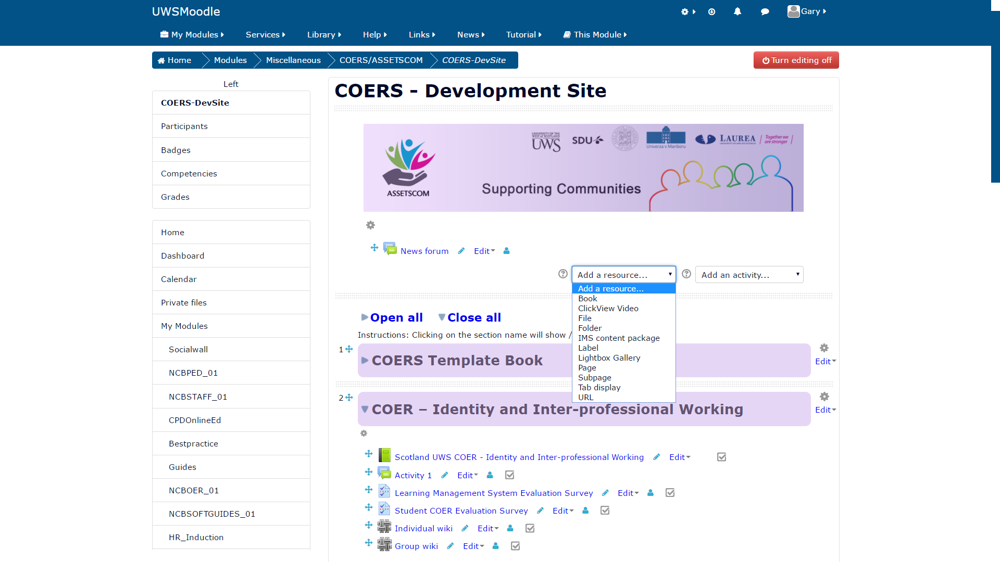 UWSMoodle
Gary
My Modules
Services
Library
Help
Links
News
Tutorial
This Module
Home
Modules
Miscellaneous
COERS/ASSETSCOM
COERS-DevSite
Turn editing off
Left
COERS-DevSite
Participants
Badges
Competencies
Grades
Home
Dashboard
Calendar
Private files
My Modules
Socialwall
NCBPED_01
NCBSTAFF_01
CPDOnlineEd
Bestpractice
Guides
NCBOER_01
NCBSOFTGUIDES_01
HR_Induction
COERS - Development Site
ASSETSCOM
UNIVERSITY OF THE
WEST OF SCOTLAND
UWS
SDU
Univerza v Mariboru
LAUREA
UNIVERSITY OF APPLIED SCIENCES
Together we
are stronger
Supporting Communities
News forum
Edit
Add a resource...
Add an activity...
Add a resource...
Book
ClickView Video
File
Folder
IMS content package
Label
Lightbox Gallery
Page
Subpage
Tab display
URL
Open all
Close all
Instructions: Clicking on the section name will show /
1
COERS Template Book
Edit
2
COER – Identity and Inter-professional Working
Edit
Scotland UWS COER - Identity and Inter-professional Working Edit
Activity 1 Edit
Learning Management System Evaluation Survey Edit
Student COER Evaluation Survey Edit
Individual wiki Edit
Group wiki Edit